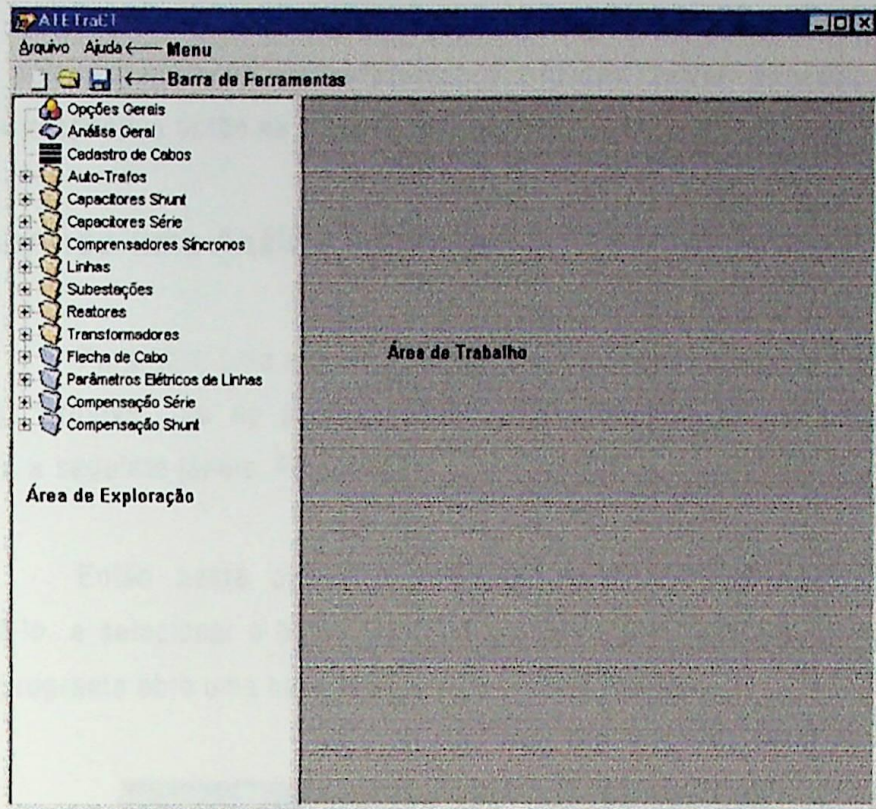 ATETraCT
Arquivo Ajuda Menu
Barra de Ferramentas
Opções Gerais
Análise Geral
Cadastro de Cabos
Auto-Trafos
Capacitores Shunt
Capacitores Série
Comprensadores Síncronos
Linhas
Subestações
Reatores
Transformadores
Flecha de Cabo
Área de Trabalho
Parâmetros Elétricos de Linhas
Compensação Série
Compensação Shunt
Área de Exploração